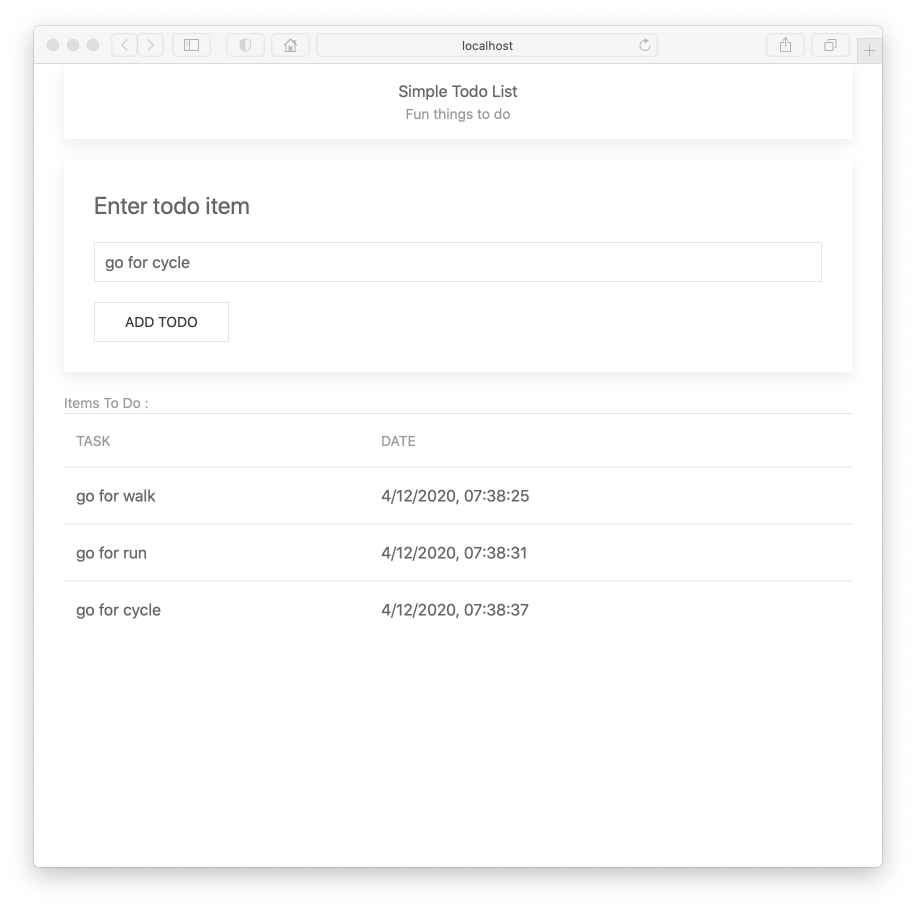 localhost
Simple Todo List
Fun things to do
Enter todo item
go for cycle
ADD TODO
Items To Do :
TASK DATE
go for walk 4/12/2020, 07:38:25
go for run 4/12/2020, 07:38:31
go for cycle 4/12/2020, 07:38:37